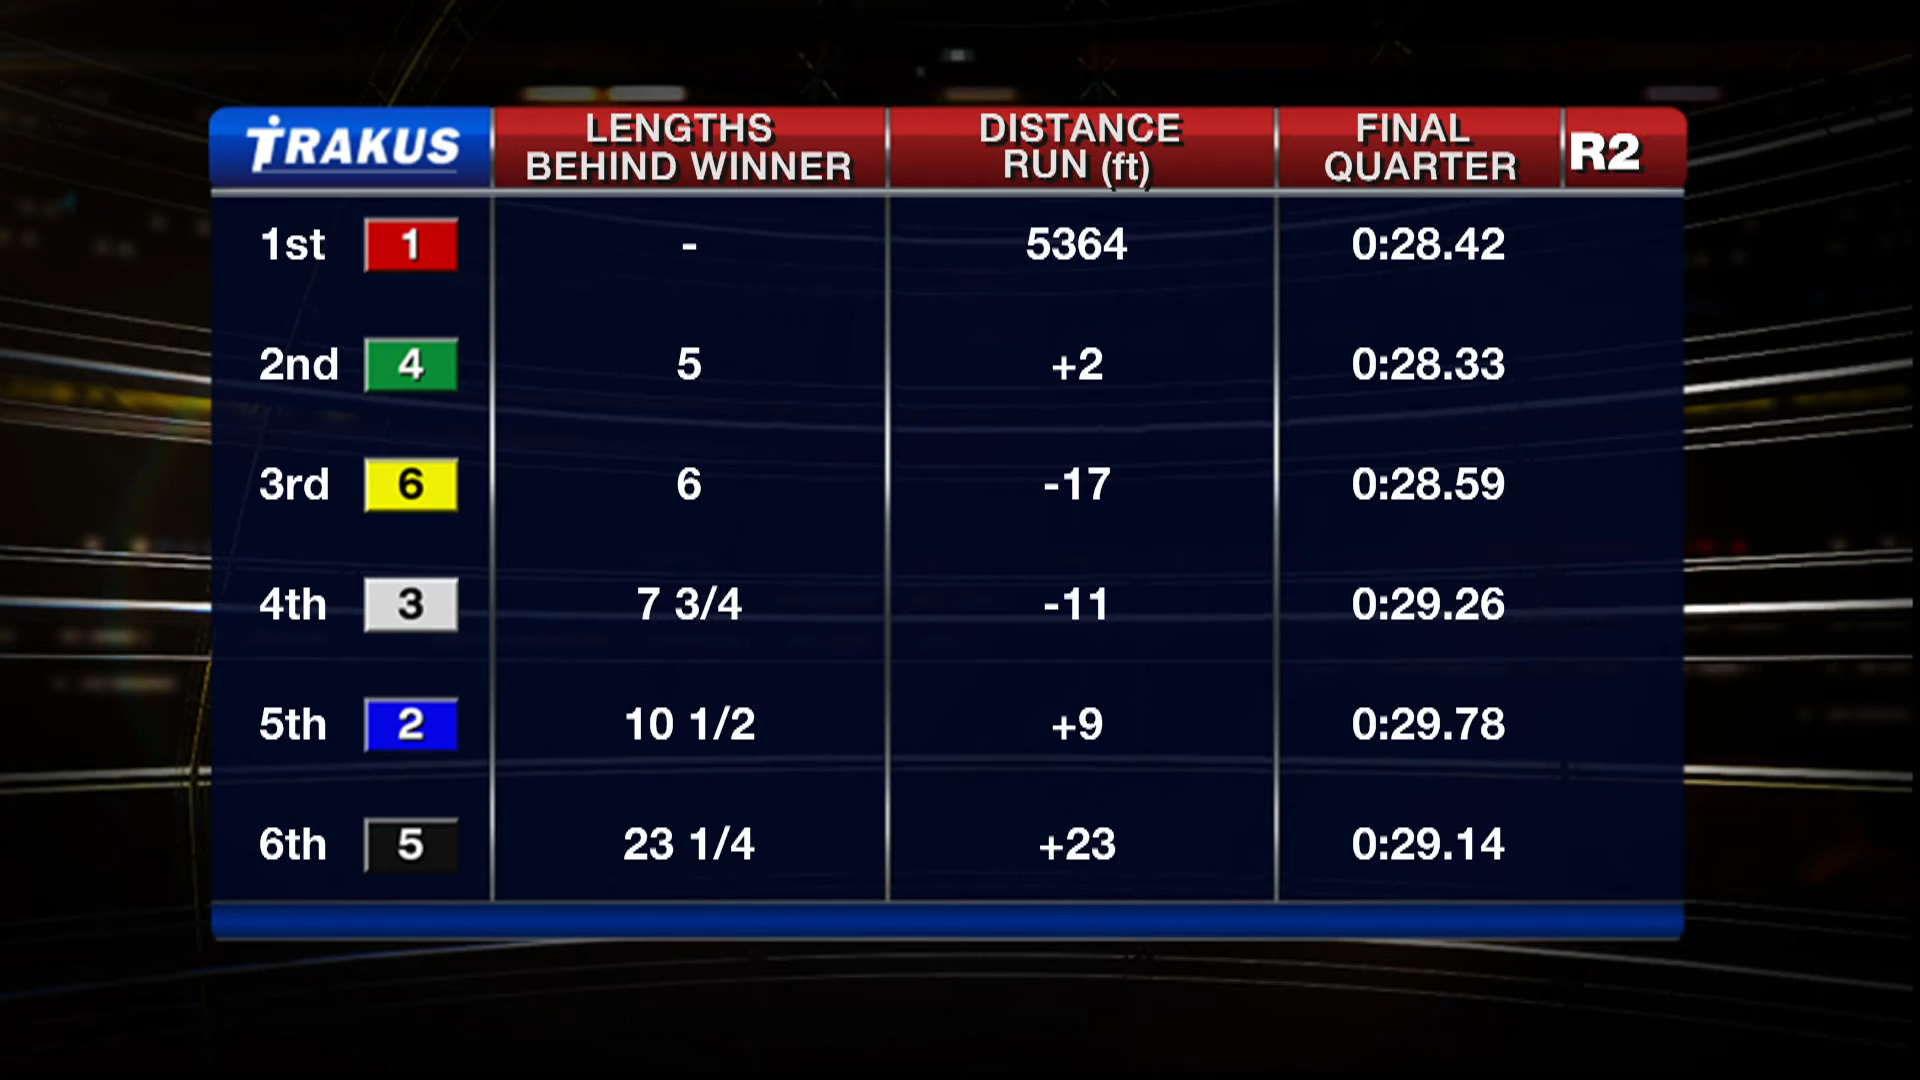 TRAKUS
LENGTHS
BEHIND WINNER
DISTANCE
RUN (ft)
FINAL
QUARTER
R2
1st 1 - 5364 0:28.42
2nd 4 5 +2 0:28.33
3rd 6 6 -17 0:28.59
4th 3 7 3/4 -11 0:29.26
5th 2 10 1/2 +9 0:29.78
6th 5 23 1/4 +23 0:29.14